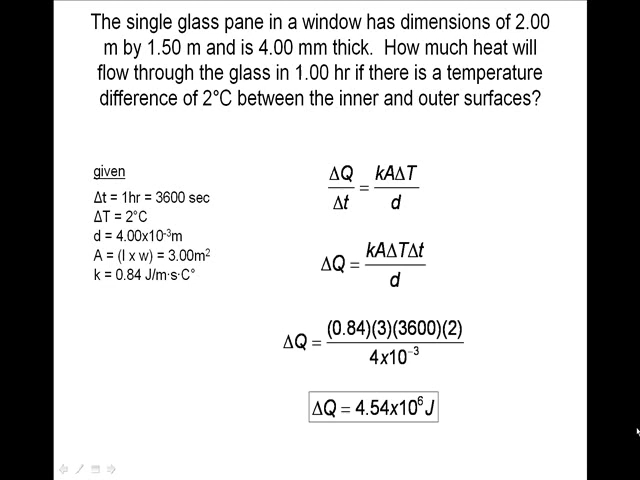 The single glass pane in a window has dimensions of 2.00
m by 1.50 m and is 4.00 mm thick.  How much heat will
flow through the glass in 1.00 hr if there is a temperature
difference of 2°C between the inner and outer surfaces?
given
Δt = 1hr = 3600 sec
ΔT = 2°C
d = 4.00x10⁻³m
A = (l x w) = 3.00m²
k = 0.84 J/m·s·C°
ΔQ/Δt = kAΔT/d
ΔQ = kAΔTΔt/d
ΔQ = (0.84)(3)(3600)(2)/4x10⁻³
ΔQ = 4.54x10⁶J